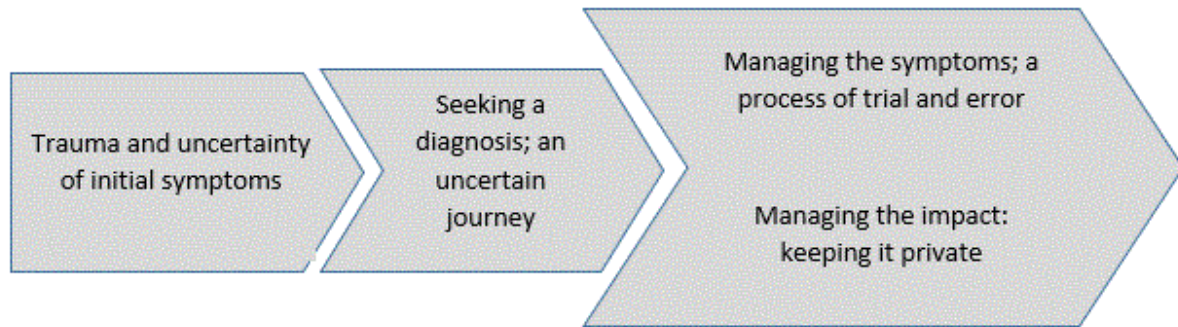 Trauma and uncertainty
of initial symptoms
Seeking a
diagnosis; an
uncertain
journey
Managing the symptoms; a
process of trial and error
Managing the impact:
keeping it private